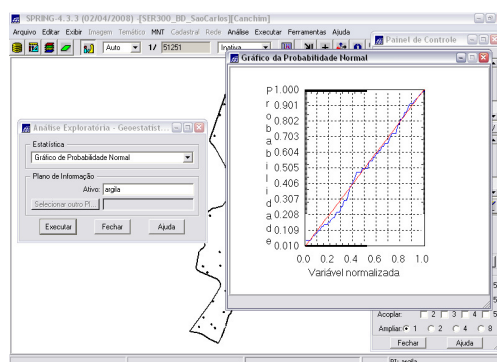 SPRING-4.3.3 (02/04/2008) -[SER300_BD_SaoCarlos][Canchim]
Arquivo Editar Exibir Imagem Temático MNT Cadastral Rede Análise Executar Ferramentas Ajuda
Auto 1/ 51251 Inativa
Painel de Controle
Gráfico da Probabilidade Normal
Probabilidade
1.000
0.901
0.802
0.703
0.604
0.505
0.406
0.307
0.208
0.109
0.010
0.0 0.2 0.4 0.6 0.8 1.0
Variável normalizada
Análise Exploratória - Geoestatist...
Estatística
Gráfico de Probabilidade Normal
Plano de Informação
Ativo: argila
Selecionar outro PI...
Executar Fechar Ajuda
Acoplar: 2 3 4 5
Ampliar: 1 2 4 8
Fechar Ajuda
PI: argila